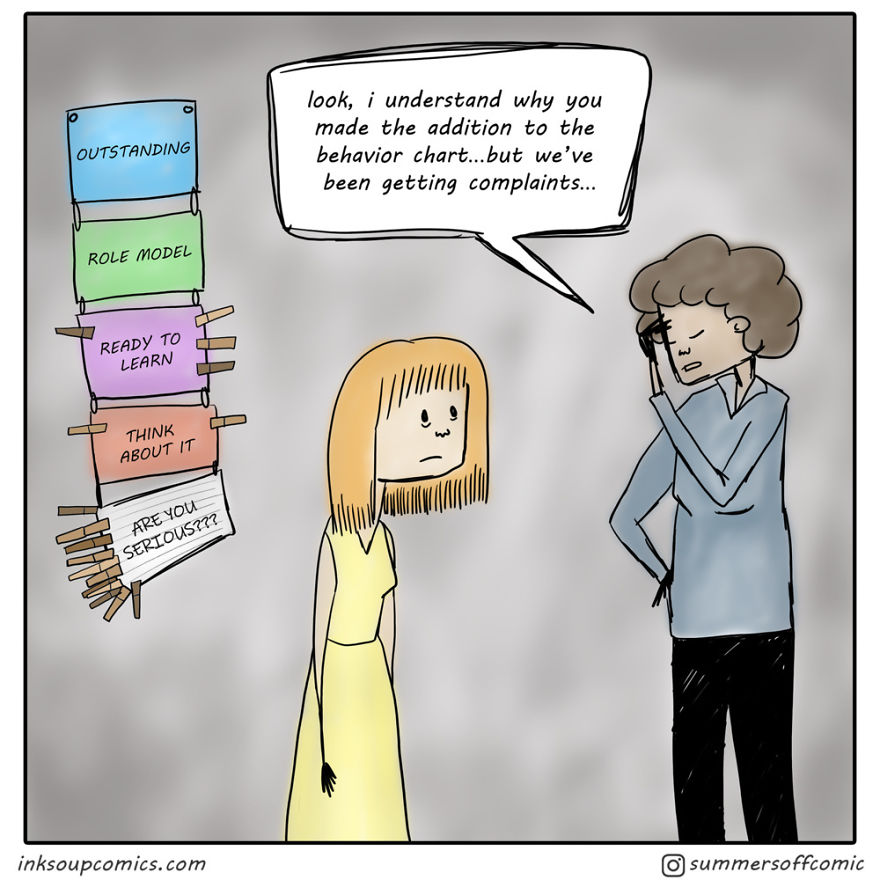 look, i understand why you
made the addition to the
behavior chart...but we've
been getting complaints...
OUTSTANDING
ROLE MODEL
READY TO
LEARN
THINK
ABOUT IT
ARE YOU
SERIOUS???
inksoupcomics.com
summersoffcomic